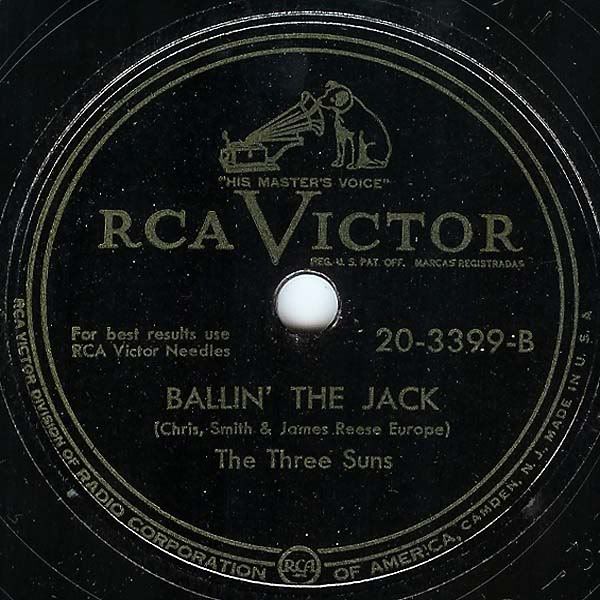 "HIS MASTER'S VOICE"
RCA VICTOR
REG. U. S. PAT. OFF. MARCAS REGISTRADAS
For best results use
RCA Victor Needles
20-3399-B
BALLIN' THE JACK
(Chris, Smith & James Reese Europe)
The Three Suns
RCA VICTOR DIVISION OF RADIO CORPORATION OF AMERICA, CAMDEN, N. J., MADE IN U. S. A.
RCA